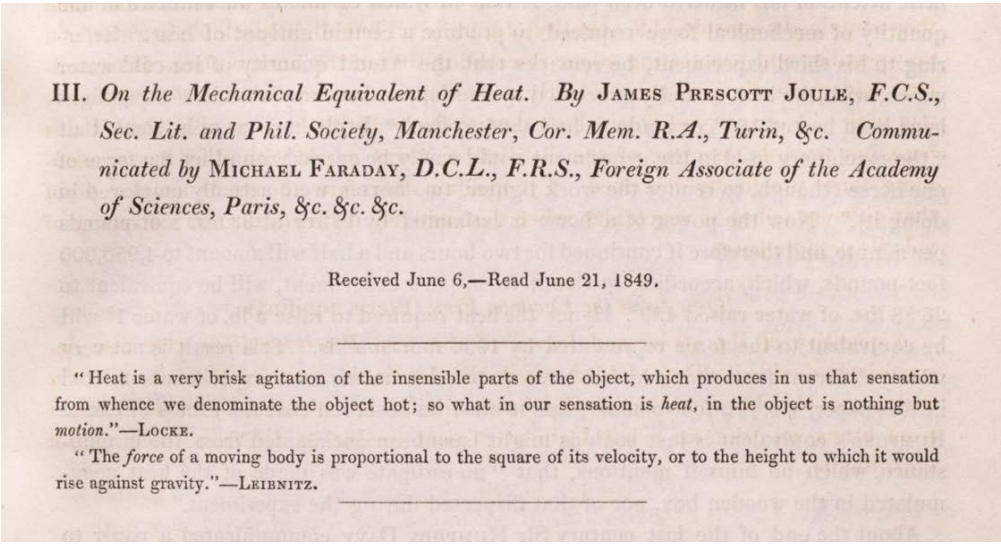 III. On the Mechanical Equivalent of Heat. By JAMES PRESCOTT JOULE, F.C.S.,
Sec. Lit. and Phil. Society, Manchester, Cor. Mem. R.A., Turin, &c. Commu-
nicated by MICHAEL FARADAY, D.C.L., F.R.S., Foreign Associate of the Academy
of Sciences, Paris, &c. &c. &c.
Received June 6,—Read June 21, 1849.
“Heat is a very brisk agitation of the insensible parts of the object, which produces in us that sensation
from whence we denominate the object hot; so what in our sensation is heat, in the object is nothing but
motion.”—LOCKE.
“The force of a moving body is proportional to the square of its velocity, or to the height to which it would
rise against gravity.”—LEIBNITZ.